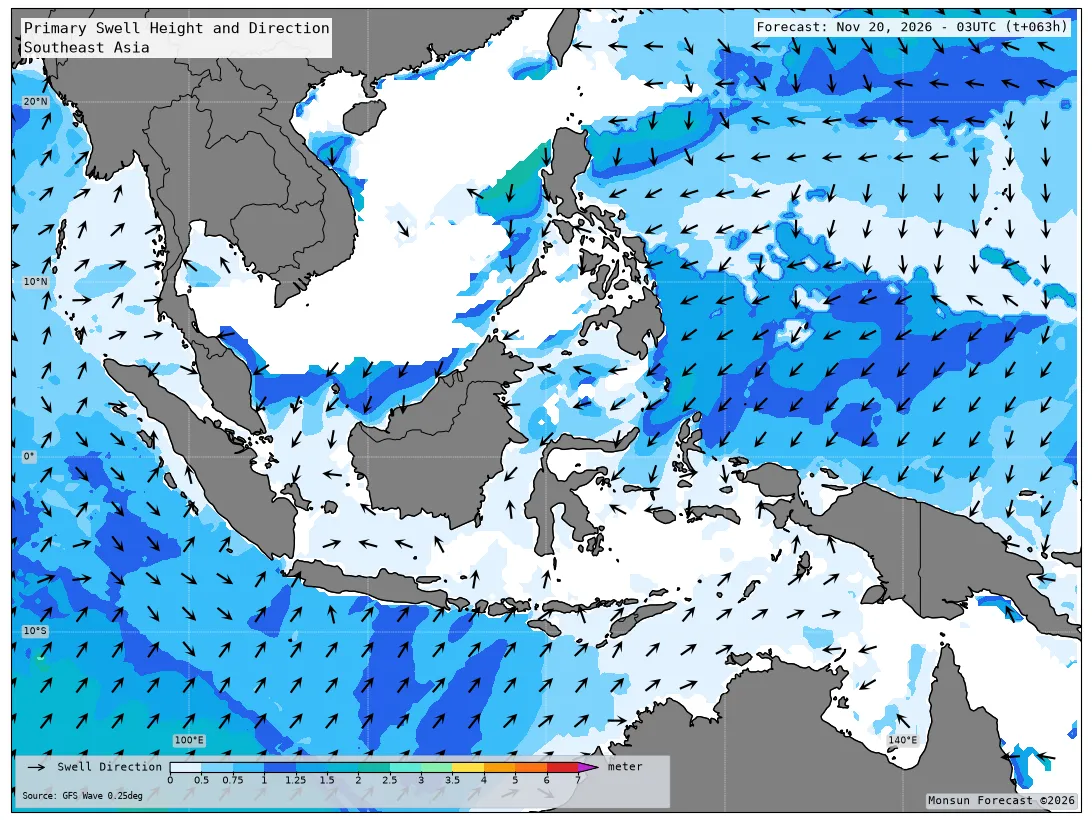 Primary Swell Height and Direction
Southeast Asia
Forecast: Nov 20, 2026 - 03UTC (t+063h)
20°N
10°N
0°
10°S
100°E
140°E
Swell Direction
0 0.5 0.75 1 1.25 1.5 2 2.5 3 3.5 4 5 6 7
meter
Source: GFS Wave 0.25deg
Monsun Forecast ©2026